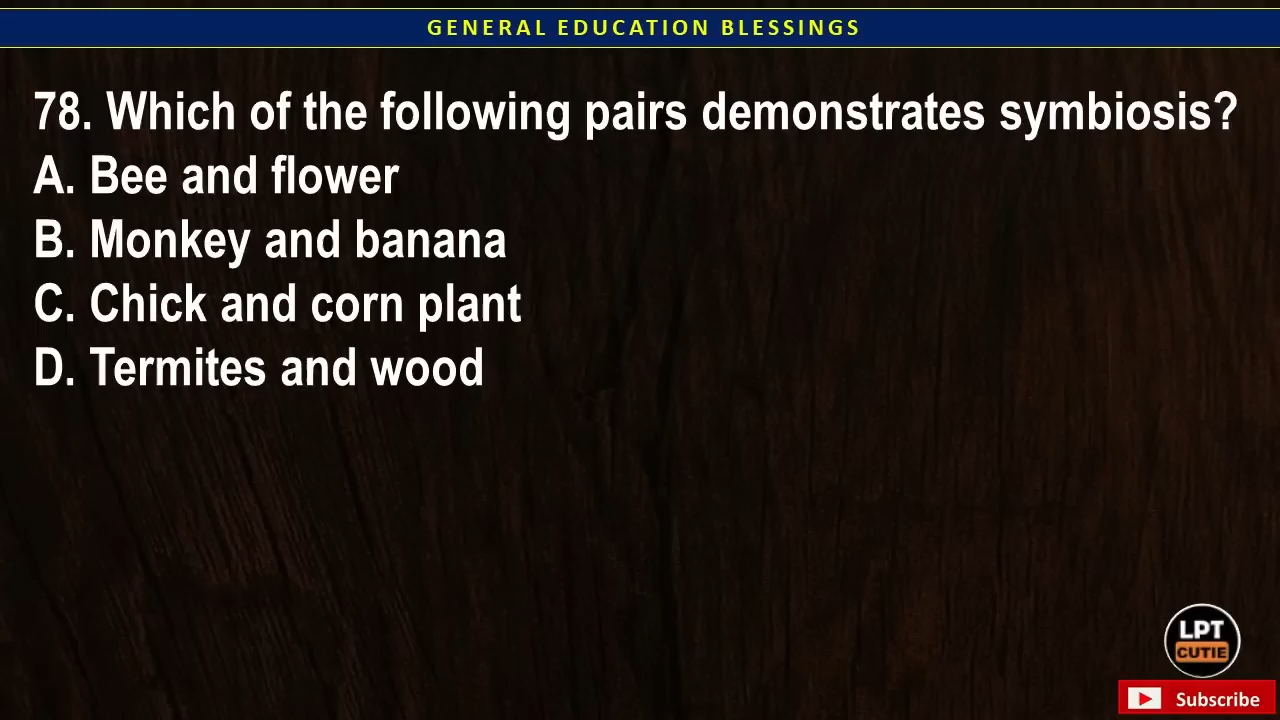 GENERAL EDUCATION BLESSINGS
78. Which of the following pairs demonstrates symbiosis?
A. Bee and flower
B. Monkey and banana
C. Chick and corn plant
D. Termites and wood
LPT
CUTIE
Subscribe